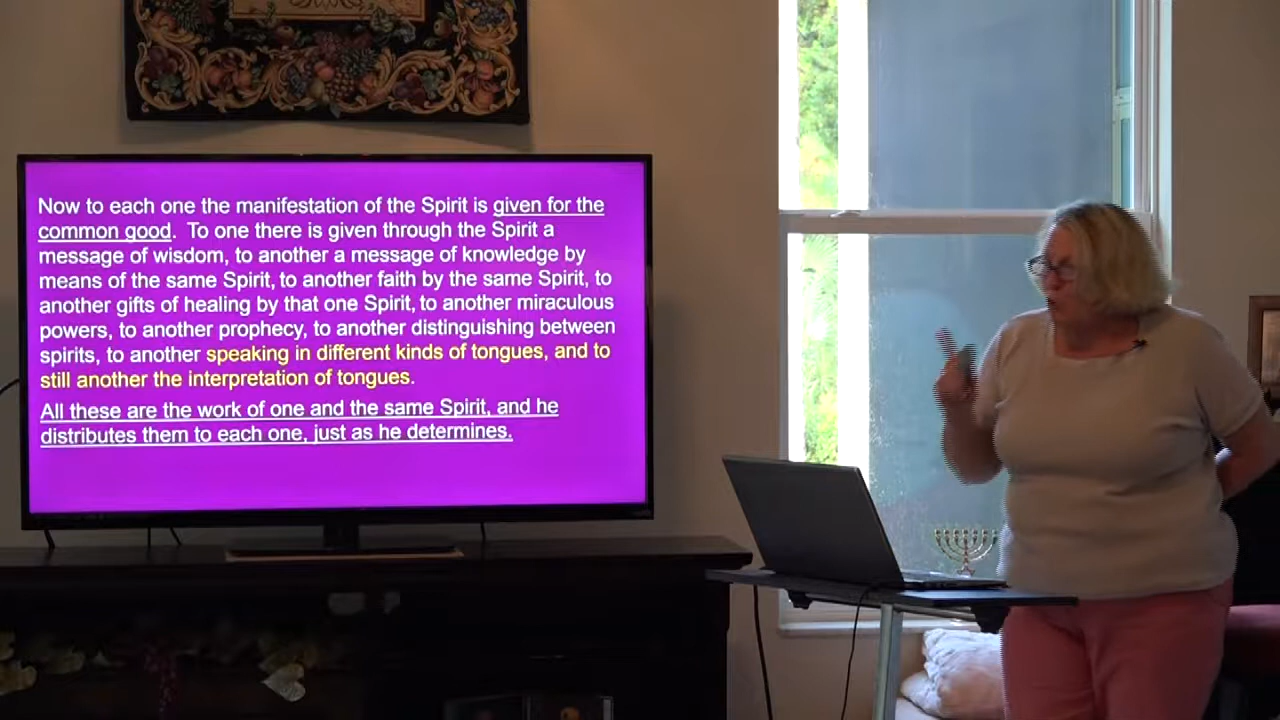 Now to each one the manifestation of the Spirit is given for the
common good.  To one there is given through the Spirit a
message of wisdom, to another a message of knowledge by
means of the same Spirit, to another faith by the same Spirit, to
another gifts of healing by that one Spirit, to another miraculous
powers, to another prophecy, to another distinguishing between
spirits, to another speaking in different kinds of tongues, and to
still another the interpretation of tongues.
All these are the work of one and the same Spirit, and he
distributes them to each one, just as he determines.